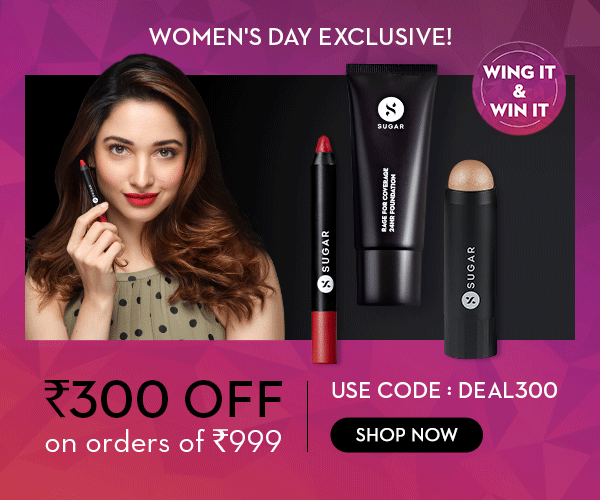 WOMEN'S DAY EXCLUSIVE!
WING IT
&
WIN IT
SUGAR
RAGE FOR COVERAGE
24HR FOUNDATION
SUGAR
SUGAR
₹300 OFF
on orders of ₹999
USE CODE : DEAL300
SHOP NOW